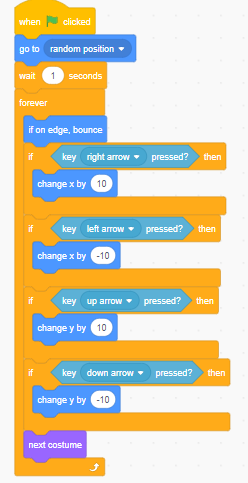 when clicked
go to random position
wait 1 seconds
forever
if on edge, bounce
if key right arrow pressed? then
change x by 10
if key left arrow pressed? then
change x by -10
if key up arrow pressed? then
change y by 10
if key down arrow pressed? then
change y by -10
next costume